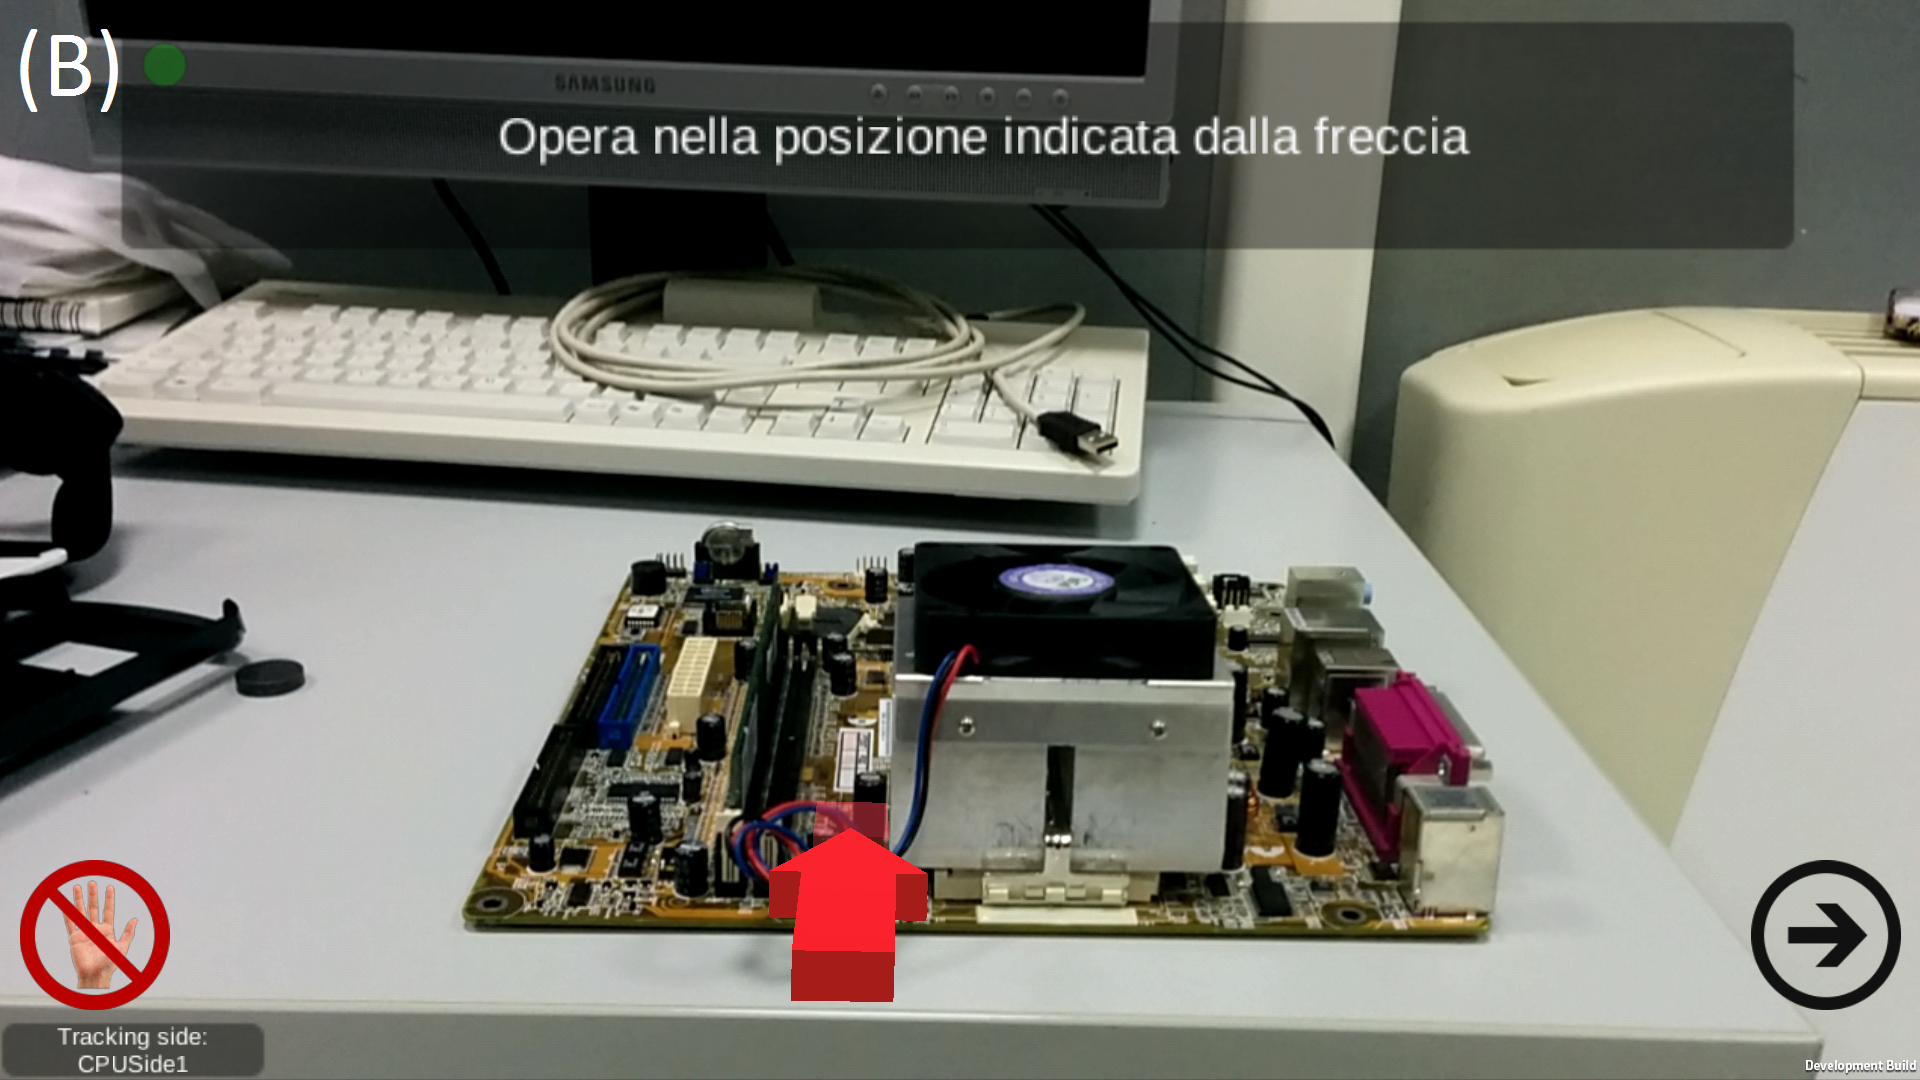 (B)
SAMSUNG
Opera nella posizione indicata dalla freccia
Tracking side:
CPUSide1
Development Build